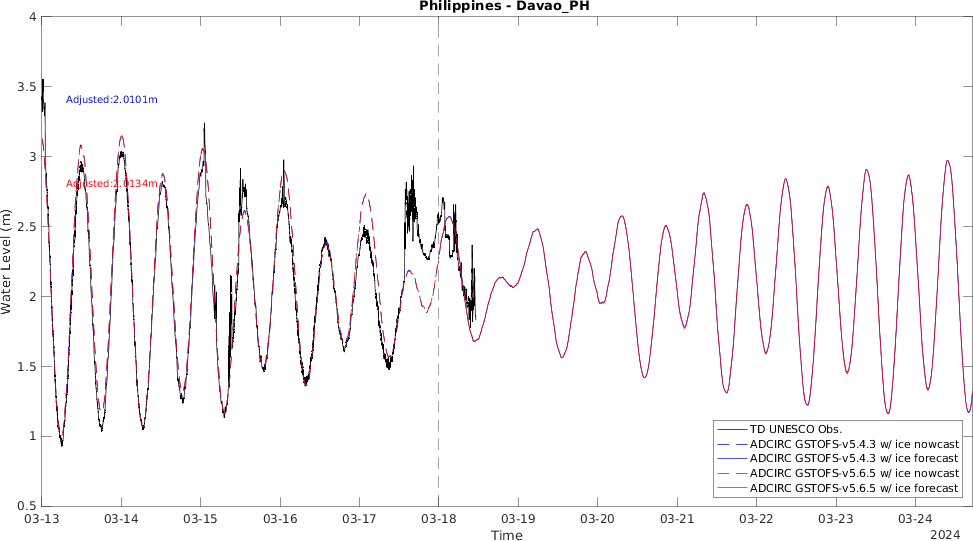 Philippines - Davao_PH
Water Level (m)
4
3.5
3
2.5
2
1.5
1
0.5
Adjusted:2.0101m
Adjusted:2.0134m
TD UNESCO Obs.
ADCIRC GSTOFS-v5.4.3 w/ ice nowcast
ADCIRC GSTOFS-v5.4.3 w/ ice forecast
ADCIRC GSTOFS-v5.6.5 w/ ice nowcast
ADCIRC GSTOFS-v5.6.5 w/ ice forecast
03-13 03-14 03-15 03-16 03-17 03-18 03-19 03-20 03-21 03-22 03-23 03-24
Time
2024